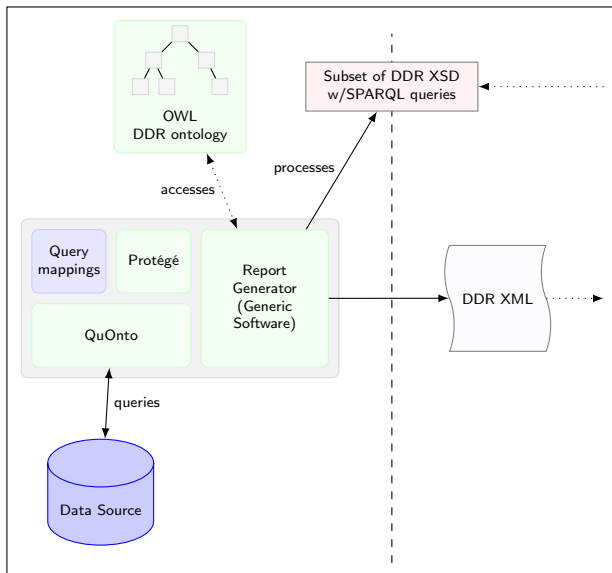 OWL
DDR ontology
Subset of DDR XSD
w/SPARQL queries
accesses
processes
Query
mappings
Protégé
Report
Generator
(Generic
Software)
QuOnto
DDR XML
queries
Data Source